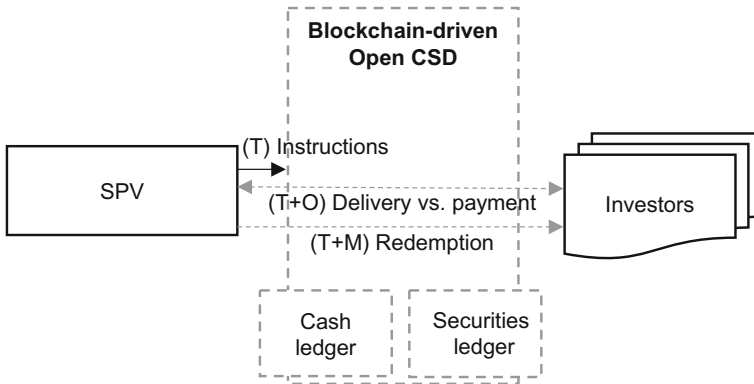 Blockchain-driven
Open CSD
(T) Instructions
SPV
(T+O) Delivery vs. payment
Investors
(T+M) Redemption
Cash
ledger
Securities
ledger